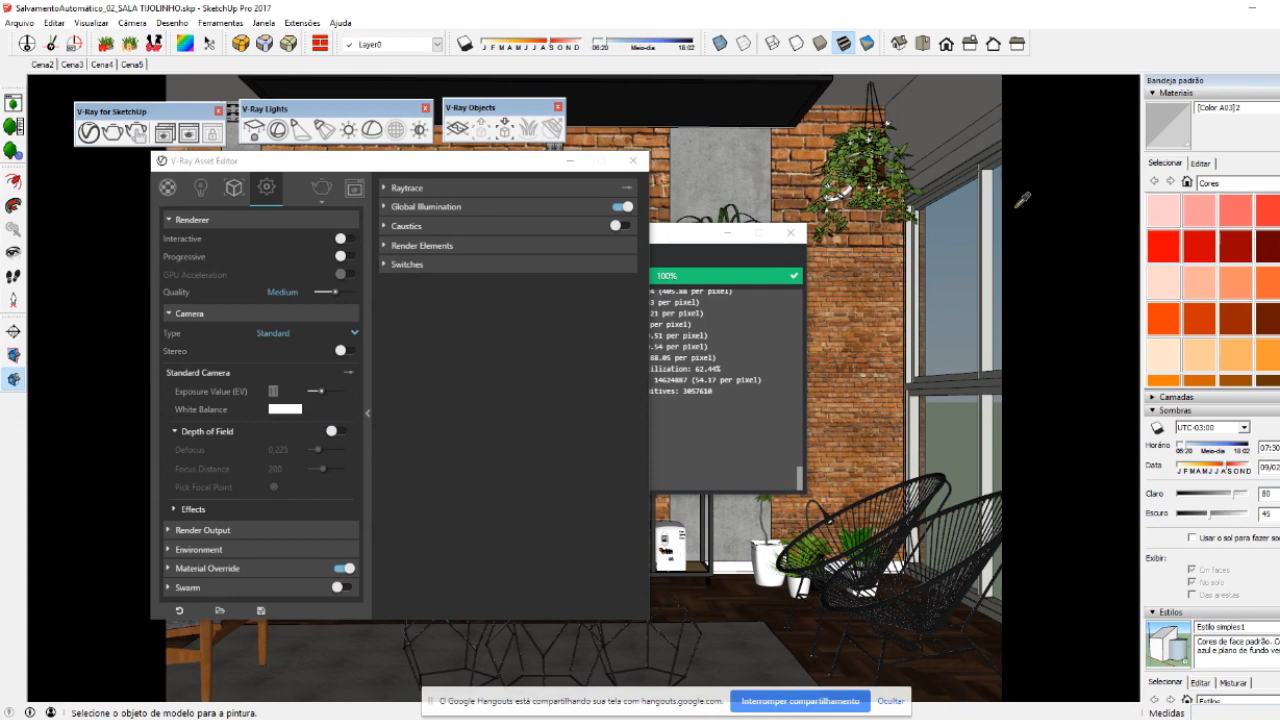 SalvamentoAutomático_02_SALA TIJOLINHO.skp - SketchUp Pro 2017
Arquivo Editar Visualizar Câmera Desenho Ferramentas Janela Extensões Ajuda
Layer0
J F M A M J J A S O N D
06:20 Meio-dia 18:02
Cena2 Cena3 Cena4 Cena5
V-Ray for SketchUp
V-Ray Lights
V-Ray Objects
V-Ray Asset Editor
Renderer
Interactive
Progressive
GPU Acceleration
Quality Medium
Camera
Type Standard
Stereo
Standard Camera
Exposure Value (EV)
White Balance
Depth of Field
Defocus 0,225
Focus Distance 200
Pick Focal Point
Effects
Render Output
Environment
Material Override
Swarm
Raytrace
Global Illumination
Caustics
Render Elements
Switches
100%
4 (405.88 per pixel)
3 per pixel)
21 per pixel)
per pixel)
.51 per pixel)
.54 per pixel)
88.05 per pixel)
ilization: 62.44%
14624887 (54.17 per pixel)
itives: 3057610
Bandeja padrão
Materiais
[Color A03]2
Selecionar Editar
Cores
Camadas
Sombras
UTC-03:00
Horário 06:20 Meio-dia 18:02 07:30
Data J F M A M J J A S O N D 09/02
Claro 80
Escuro 45
Usar o sol para fazer so
Exibir:
Em faces
No solo
Das arestas
Estilos
Estilo simples1
Cores de face padrão. C
azul e plano de fundo ve
Selecionar Editar Misturar
Estilos
O Google Hangouts está compartilhando sua tela com hangouts.google.com. Interromper compartilhamento Ocultar
Selecione o objeto de modelo para a pintura.
Medidas